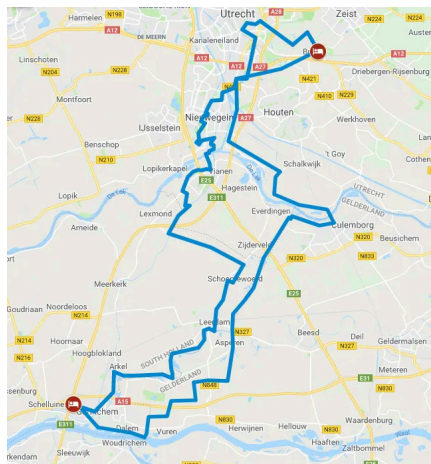 Utrecht
A28
Zeist
N224
N224
Harmelen
N198
DE MEERN
Kanaleneiland
A12
A12
A12
Linschoten
A12
A27
N204
N228
N421
Driebergen-Rijsenburg
N410
N229
Montfoort
Nieuwegein
A27
Houten
Werkhoven
IJsselstein
N228
Benschop
't Goy
N210
Schalkwijk
Lopikerkapel
Vianen
E25
Hagestein
UTRECHT
Lopik
De Lek
E311
GELDERLAND
Lexmond
Everdingen
Culemborg
Ameide
Beusichem
Zijderveld
N320
N320
N833
Schoonrewoerd
Meerkerk
E25
Goudriaan
Noordeloos
N214
Leerdam
N327
Beesd
Deil
Geldermalsen
N214
Hoornaar
SOUTH HOLLAND
Asperen
N327
N216
Hoogblokland
Arkel
GELDERLAND
Meteren
N830
N848
Schelluinen
A15
Gorinchem
E311
Dalem
Vuren
N830
Herwijnen
Hellouw
Waardenburg
N830
Haaften
Zaltbommel
Sleeuwijk
Woudrichem